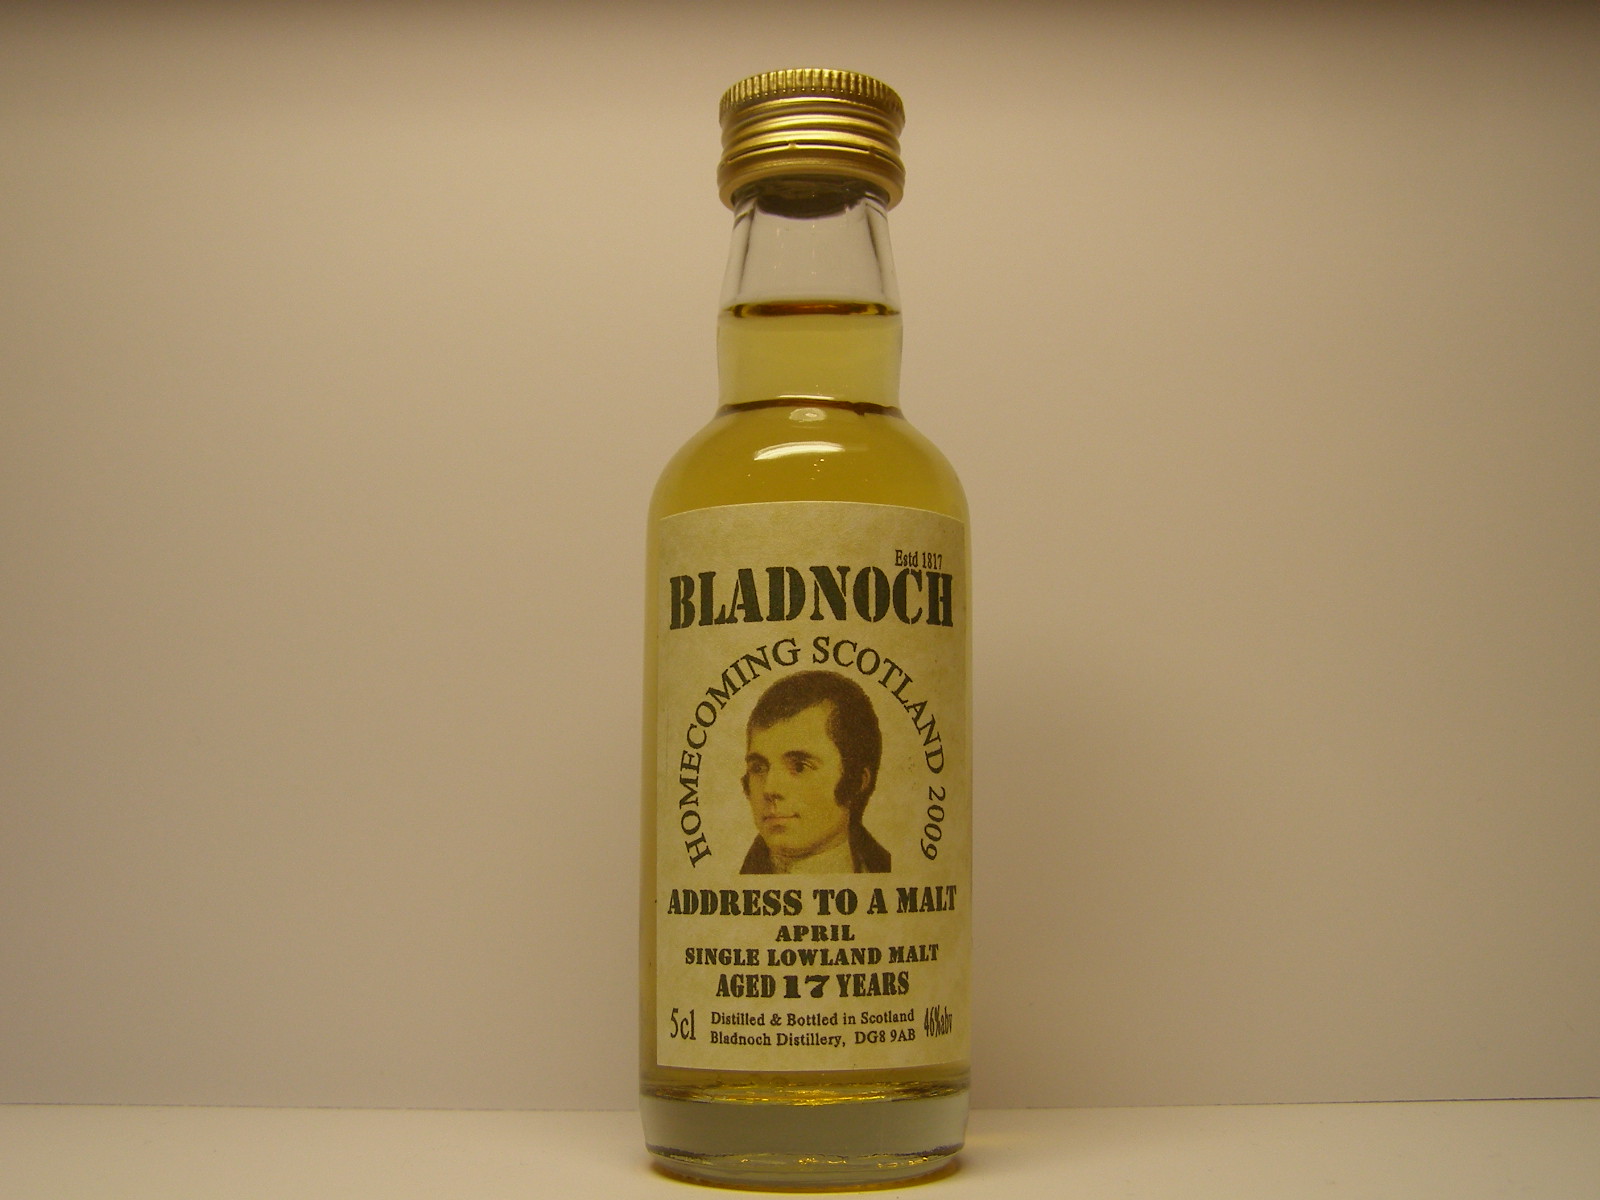 Estd 1817
BLADNOCH
HOMECOMING SCOTLAND 2009
ADDRESS TO A MALT
APRIL
SINGLE LOWLAND MALT
AGED 17 YEARS
5cl
Distilled & Bottled in Scotland
Bladnoch Distillery, DG8 9AB
46%abv